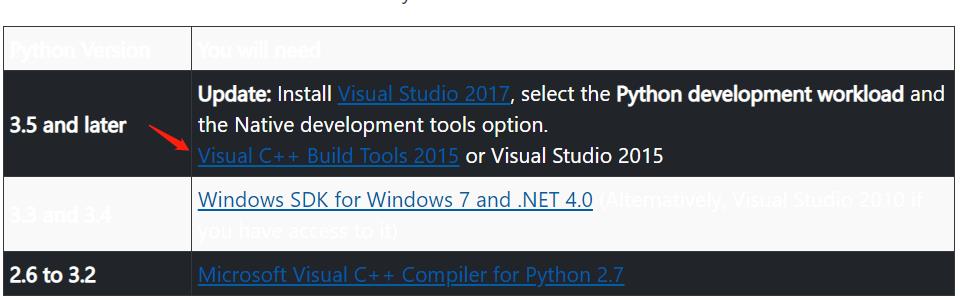 Python Version You will need
Update: Install Visual Studio 2017, select the Python development workload and
3.5 and later the Native development tools option.
Visual C++ Build Tools 2015 or Visual Studio 2015
3.3 and 3.4 Windows SDK for Windows 7 and .NET 4.0 (Alternatively, Visual Studio 2010 if
you have access to it)
2.6 to 3.2 Microsoft Visual C++ Compiler for Python 2.7